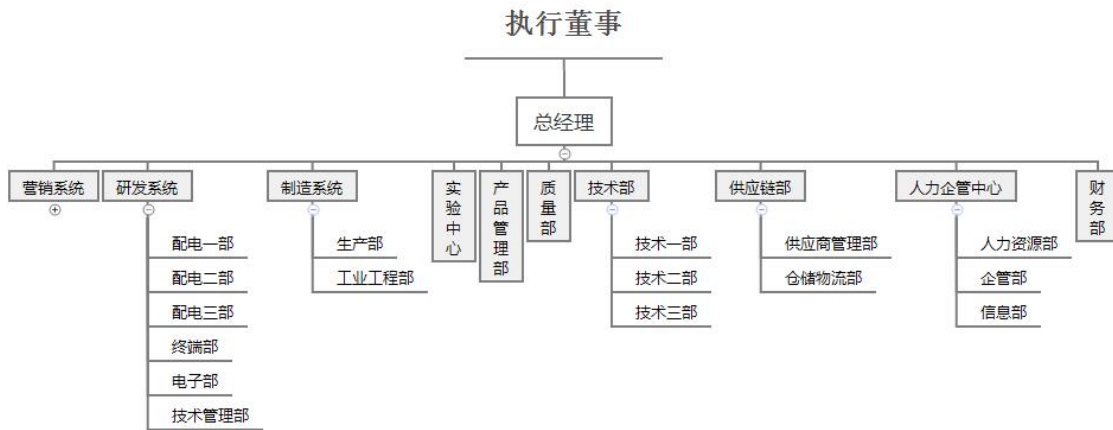 执行董事
总经理
营销系统
研发系统
制造系统
实验中心
产品管理部
质量部
技术部
供应链部
人力企管中心
财务部
配电一部
配电二部
配电三部
终端部
电子部
技术管理部
生产部
工业工程部
技术一部
技术二部
技术三部
供应商管理部
仓储物流部
人力资源部
企管部
信息部